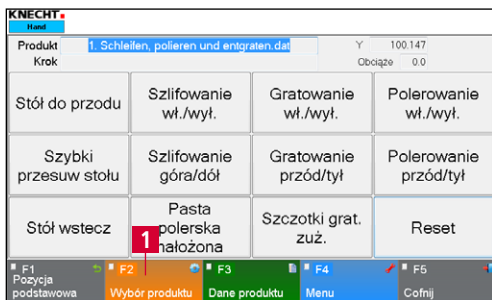 KNECHT
Hand
Produkt 1. Schleifen, polieren und entgraten.dat Y 100.147
Krok Obciąże 0.0
Stół do przodu
Szlifowanie
wł./wył.
Gratowanie
wł./wył.
Polerowanie
wł./wył.
Szybki
przesuw stołu
Szlifowanie
góra/dół
Gratowanie
przód/tył
Polerowanie
przód/tył
Stół wstecz
Pasta
polerska
nałożona
Szczotki grat.
zuż.
Reset
1
F1
Pozycja
podstawowa
F2
Wybór produktu
F3
Dane produktu
F4
Menu
F5
Cofnij